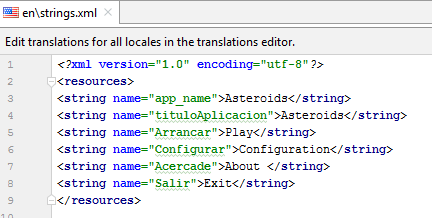 en\strings.xml
Edit translations for all locales in the translations editor.
1 <?xml version="1.0" encoding="utf-8"?>
2 <resources>
3 <string name="app_name">Asteroids</string>
4 <string name="tituloAplicacion">Asteroids</string>
5 <string name="Arrancar">Play</string>
6 <string name="Configurar">Configuration</string>
7 <string name="Acercade">About </string>
8 <string name="Salir">Exit</string>
9 </resources>